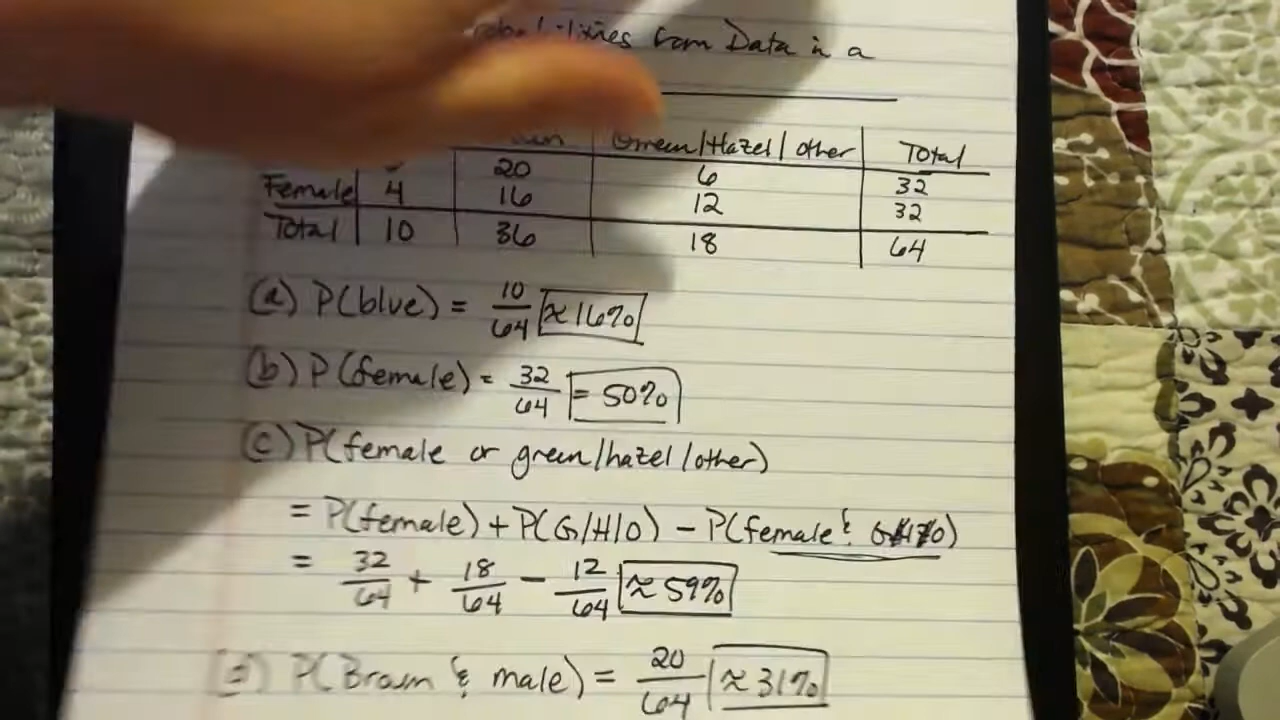 from Data in a
Green/Hazel/other Total
20 6 32
Female 4 16 12 32
Total 10 36 18 64
(a) P(blue) = 10/64 ≈16%
(b) P(female) = 32/64 = 50%
(c) P(female or green/hazel/other)
= P(female) + P(G/H/O) - P(female & G/H/O)
= 32/64 + 18/64 - 12/64 ≈ 59%
P(Brown & male) = 20/64 ≈ 31%